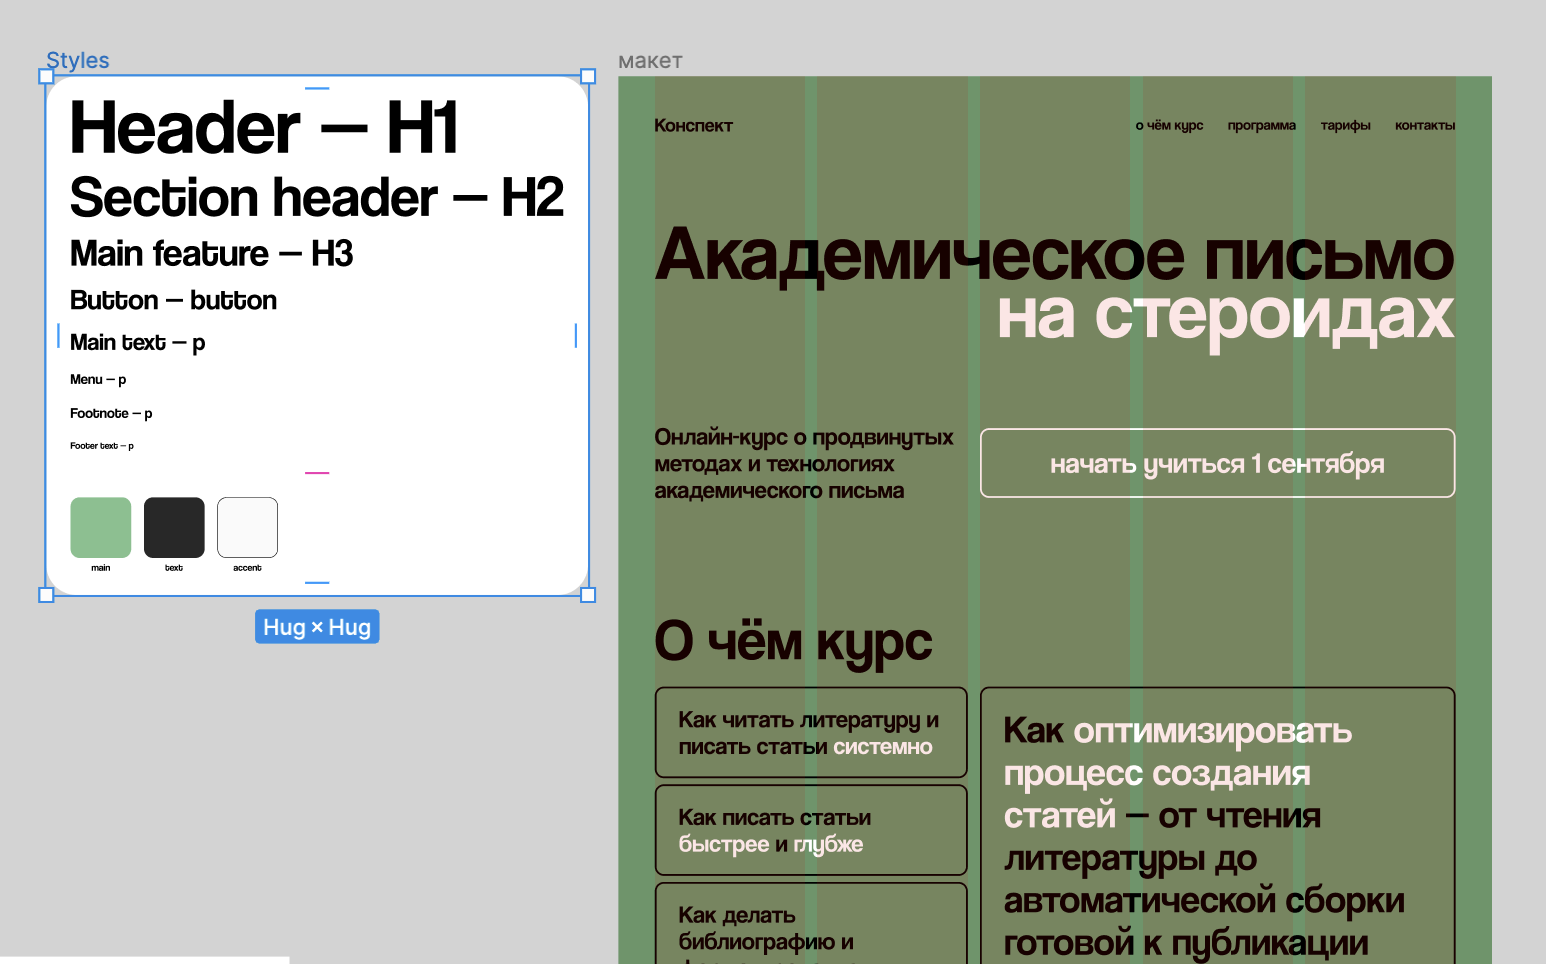 Styles
Header — H1
Section header — H2
Main feature — H3
Button — button
Main text — p
Menu — p
Footnote — p
Footer text — p
main
text
accent
Hug × Hug
макет
Конспект
о чём курс программа тарифы контакты
Академическое письмо
на стероидах
Онлайн-курс о продвинутых
методах и технологиях
академического письма
начать учиться 1 сентября
О чём курс
Как читать литературу и
писать статьи системно
Как писать статьи
быстрее и глубже
Как делать
библиографию и
Как оптимизировать
процесс создания
статей — от чтения
литературы до
автоматической сборки
готовой к публикации